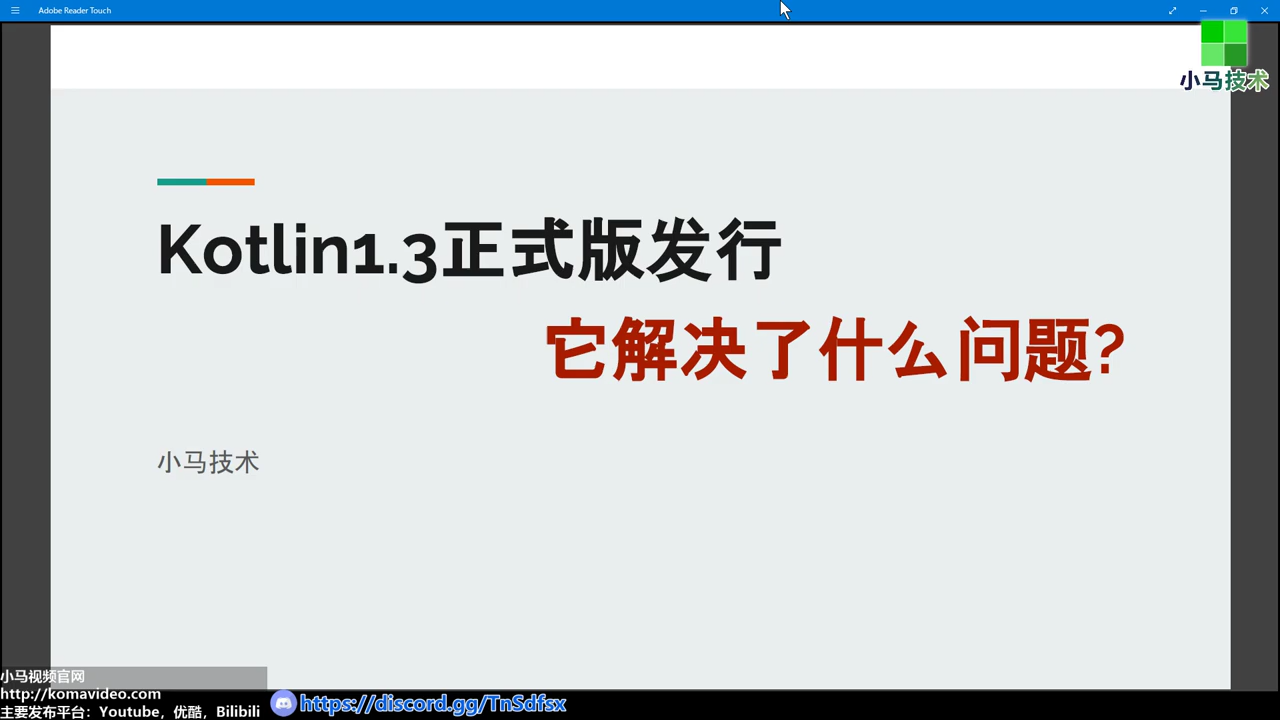 Adobe Reader Touch
小马技术
Kotlin1.3正式版发行
它解决了什么问题?
小马技术
小马视频官网
http://komavideo.com
主要发布平台：Youtube，优酷，Bilibili
https://discord.gg/TnSdfsx